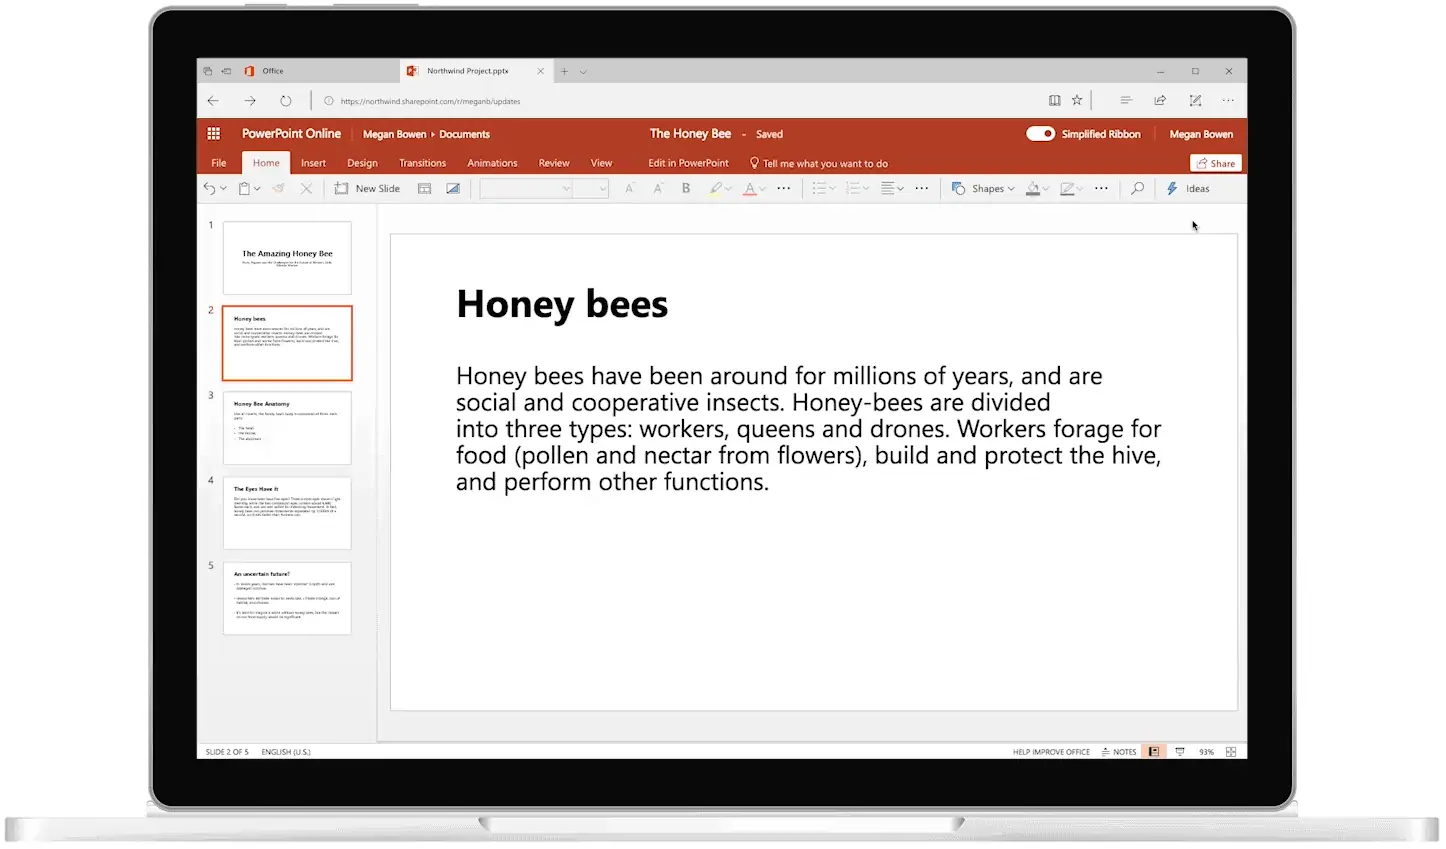 Office
Northwind Project.pptx
https://northwind.sharepoint.com/r/meganb/updates
PowerPoint Online
Megan Bowen › Documents
The Honey Bee - Saved
Simplified Ribbon
Megan Bowen
File Home Insert Design Transitions Animations Review View Edit in PowerPoint Tell me what you want to do Share
New Slide
A A B A
Shapes
Ideas
1
The Amazing Honey Bee
2
Honey bees
3
Honey Bee Anatomy
4
The Eyes Have It
5
An uncertain future?
Honey bees
Honey bees have been around for millions of years, and are
social and cooperative insects. Honey-bees are divided
into three types: workers, queens and drones. Workers forage for
food (pollen and nectar from flowers), build and protect the hive,
and perform other functions.
SLIDE 2 OF 5 ENGLISH (U.S.) HELP IMPROVE OFFICE NOTES 93%